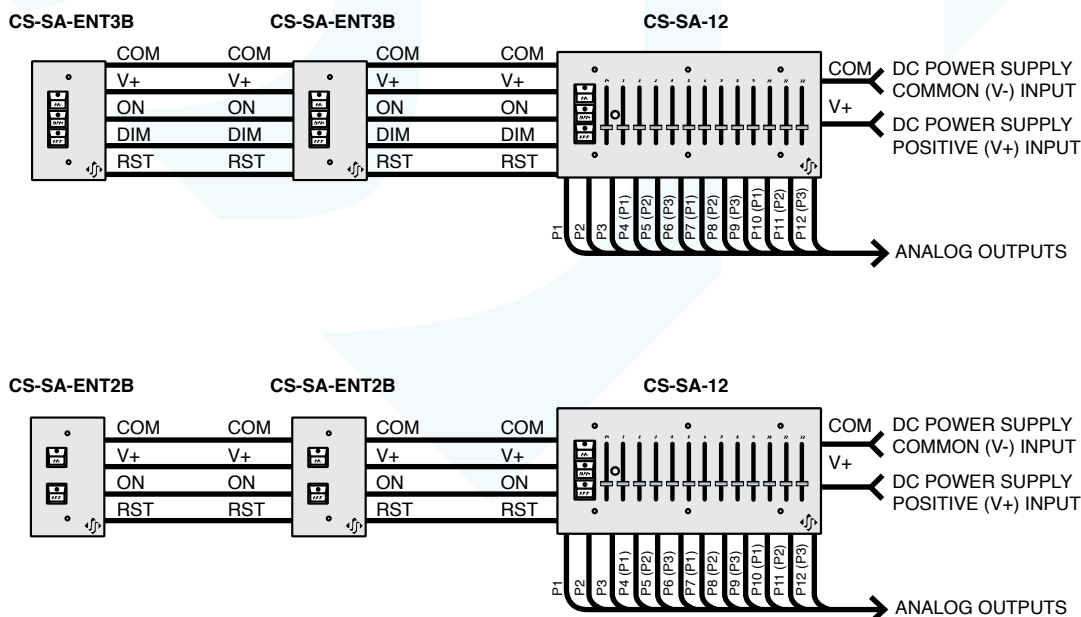 CS-SA-ENT3B CS-SA-ENT3B CS-SA-12
COM COM COM COM COM DC POWER SUPPLY
COMMON (V-) INPUT
V+ V+ V+ V+ V+ DC POWER SUPPLY
POSITIVE (V+) INPUT
ON ON ON ON
DIM DIM DIM DIM
RST RST RST RST
P1 P2 P3 P4 (P1) P5 (P2) P6 (P3) P7 (P1) P8 (P2) P9 (P3) P10 (P1) P11 (P2) P12 (P3)
ANALOG OUTPUTS
CS-SA-ENT2B CS-SA-ENT2B CS-SA-12
COM COM COM COM COM DC POWER SUPPLY
COMMON (V-) INPUT
V+ V+ V+ V+ V+ DC POWER SUPPLY
POSITIVE (V+) INPUT
ON ON ON ON
RST RST RST RST
P1 P2 P3 P4 (P1) P5 (P2) P6 (P3) P7 (P1) P8 (P2) P9 (P3) P10 (P1) P11 (P2) P12 (P3)
ANALOG OUTPUTS